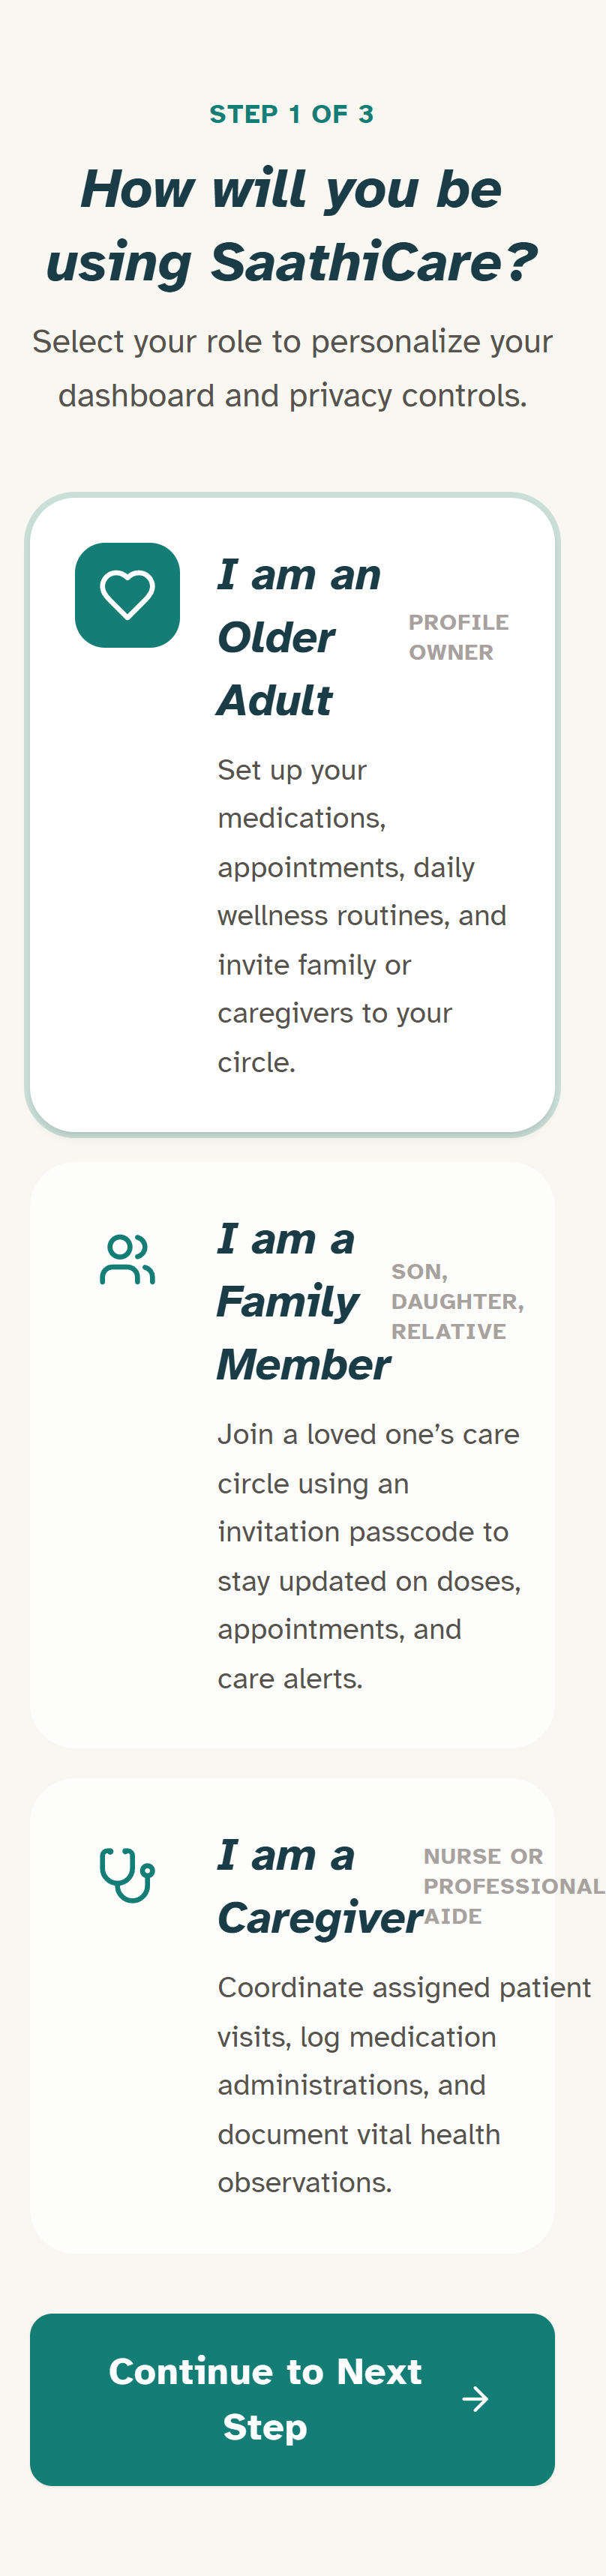 STEP 1 OF 3
How will you be
using SaathiCare?
Select your role to personalize your
dashboard and privacy controls.
I am an
Older
Adult
PROFILE
OWNER
Set up your
medications,
appointments, daily
wellness routines, and
invite family or
caregivers to your
circle.
I am a
Family
Member
SON,
DAUGHTER,
RELATIVE
Join a loved one’s care
circle using an
invitation passcode to
stay updated on doses,
appointments, and
care alerts.
I am a
Caregiver
NURSE OR
PROFESSIONAL
AIDE
Coordinate assigned patient
visits, log medication
administrations, and
document vital health
observations.
Continue to Next
Step